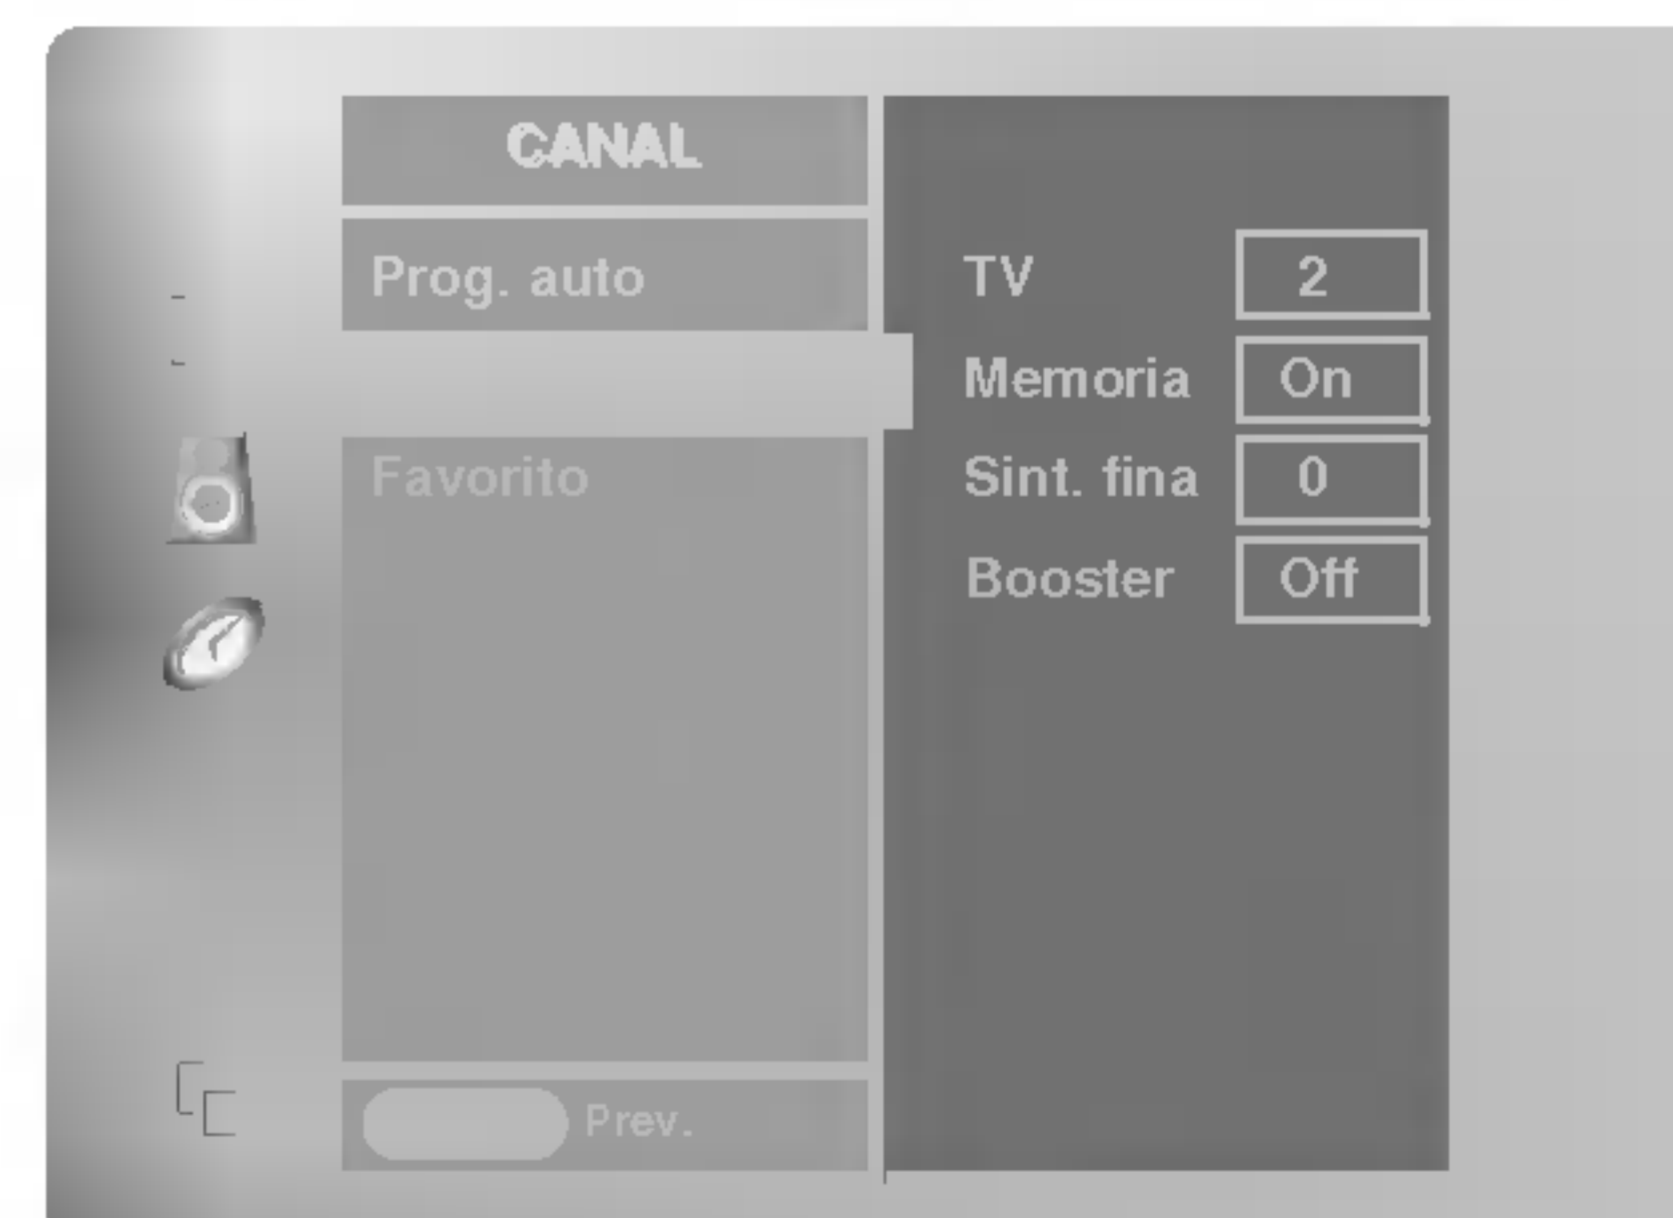 CANAL
Prog. auto
Favorito
Prev.
TV 2
Memoria On
Sint. fina 0
Booster Off